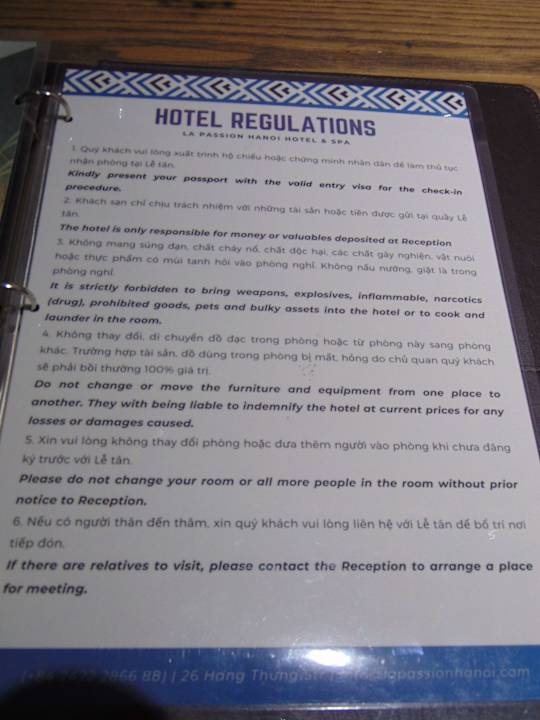 HOTEL REGULATIONS
LA PASSION HANOI HOTEL & SPA
1. Quý khách vui lòng xuất trình hộ chiếu hoặc chứng minh nhân dân để làm thủ tục
nhận phòng tại Lễ tân.
Kindly present your passport with the valid entry visa for the check-in
procedure.
2. Khách sạn chỉ chịu trách nhiệm với những tài sản hoặc tiền được gửi tại quầy Lễ
tân.
The hotel is only responsible for money or valuables deposited at Reception
3. Không mang súng đạn, chất cháy nổ, chất độc hại, các chất gây nghiện, vật nuôi
hoặc thực phẩm có mùi tanh hôi vào phòng nghỉ. Không nấu nướng, giặt là trong
phòng nghỉ.
It is strictly forbidden to bring weapons, explosives, inflammable, narcotics
(drug), prohibited goods, pets and bulky assets into the hotel or to cook and
launder in the room.
4. Không thay đổi, di chuyển đồ đạc trong phòng hoặc từ phòng này sang phòng
khác. Trường hợp tài sản, đồ dùng trong phòng bị mất, hỏng do chủ quan quý khách
sẽ phải bồi thường 100% giá trị.
Do not change or move the furniture and equipment from one place to
another. They with being liable to indemnify the hotel at current prices for any
losses or damages caused.
5. Xin vui lòng không thay đổi phòng hoặc đưa thêm người vào phòng khi chưa đăng
ký trước với Lễ tân.
Please do not change your room or all more people in the room without prior
notice to Reception.
6. Nếu có người thân đến thăm, xin quý khách vui lòng liên hệ với Lễ tân để bố trí nơi
tiếp đón.
If there are relatives to visit, please contact the Reception to arrange a place
for meeting.
2866 88) | 26 Hang Thung Str